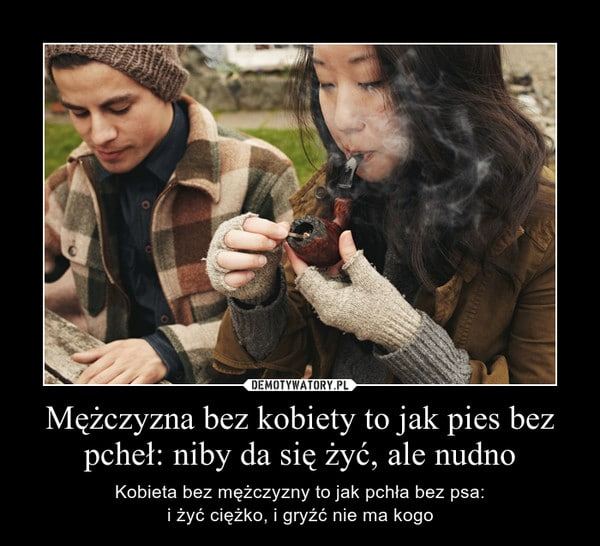 DEMOTYWATORY.PL
Mężczyzna bez kobiety to jak pies bez
pcheł: niby da się żyć, ale nudno
Kobieta bez mężczyzny to jak pchła bez psa:
i żyć ciężko, i gryźć nie ma kogo